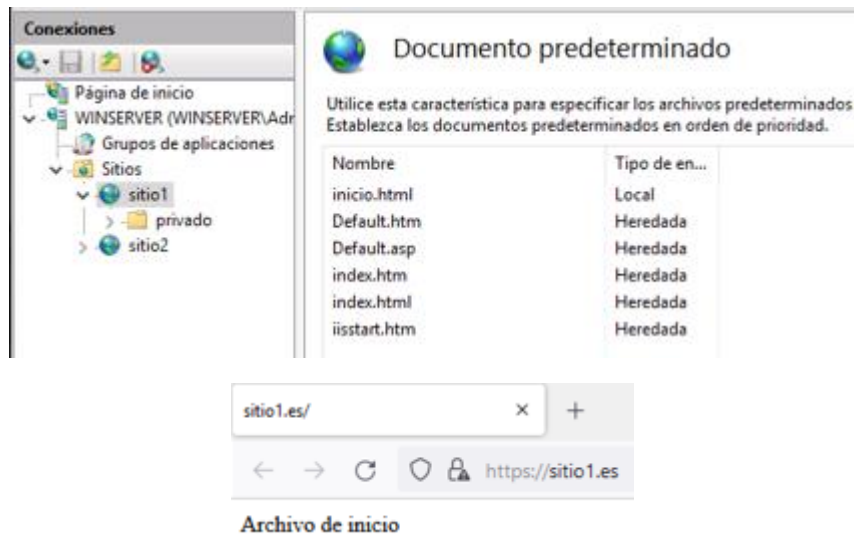 Conexiones
Página de inicio
WINSERVER (WINSERVER\Adr
Grupos de aplicaciones
Sitios
sitio1
privado
sitio2
Documento predeterminado
Utilice esta característica para especificar los archivos predeterminados
Establezca los documentos predeterminados en orden de prioridad.
Nombre Tipo de en...
inicio.html Local
Default.htm Heredada
Default.asp Heredada
index.htm Heredada
index.html Heredada
iisstart.htm Heredada
sitio1.es/
https://sitio1.es
Archivo de inicio